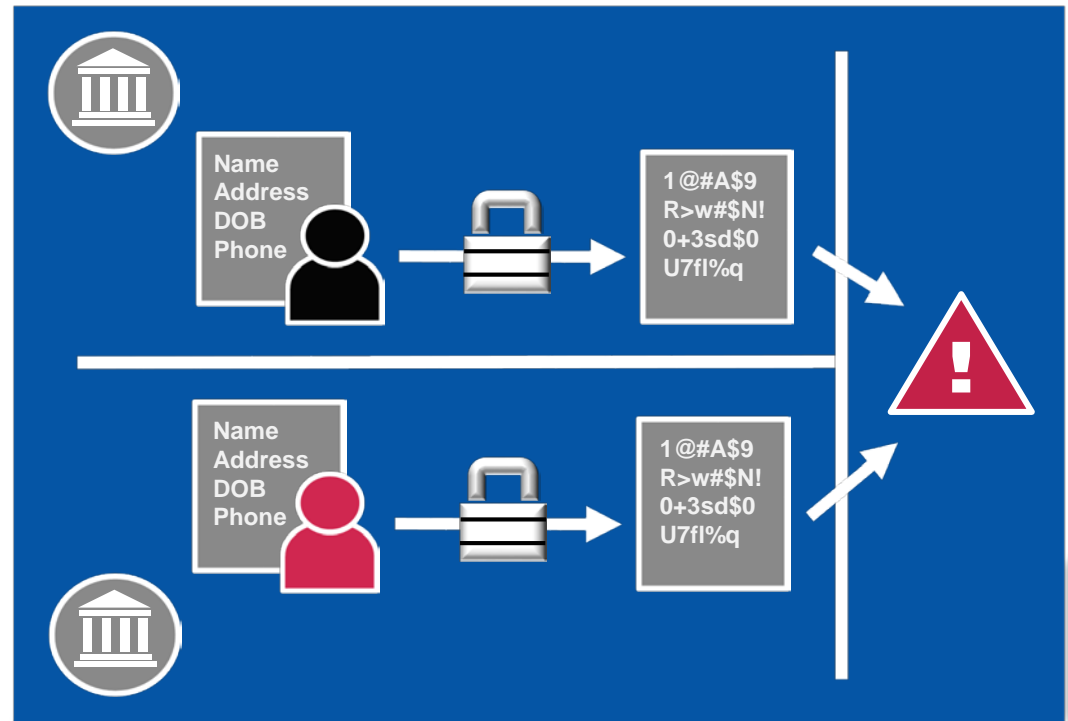 Name
Address
DOB
Phone
1@#A$9
R>w#$N!
0+3sd$0
U7fl%q
!
Name
Address
DOB
Phone
1@#A$9
R>w#$N!
0+3sd$0
U7fl%q